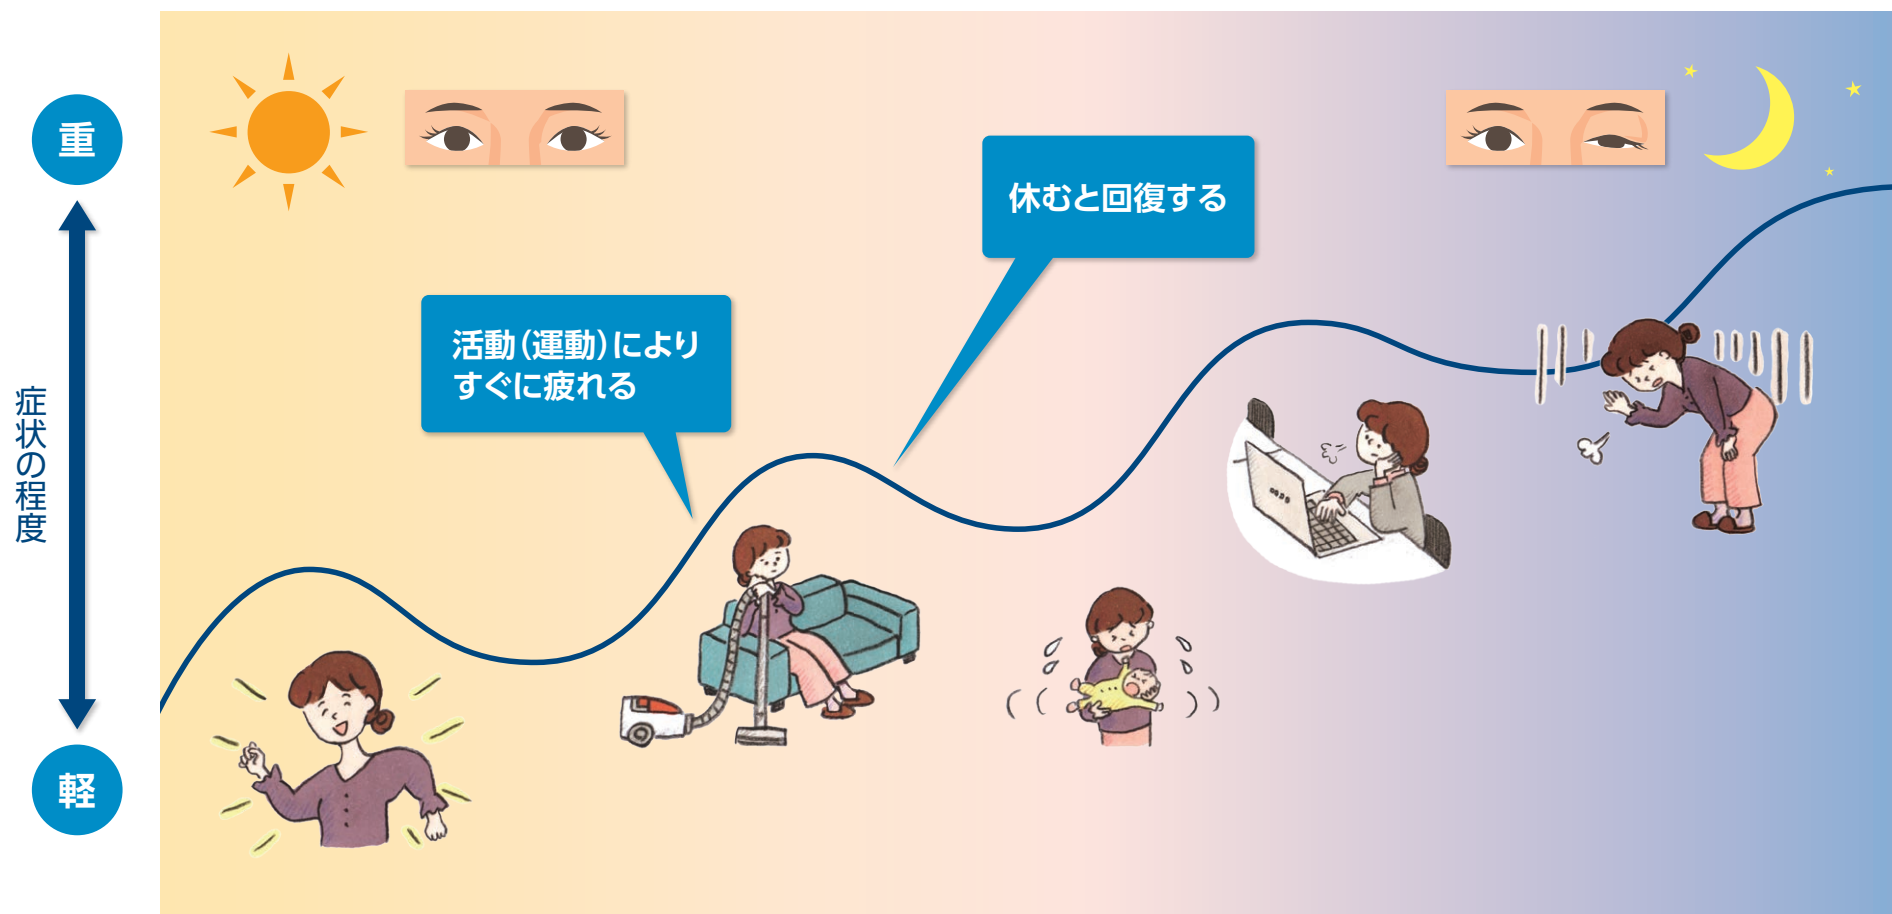 重
症状の程度
軽
活動（運動）により
すぐに疲れる
休むと回復する